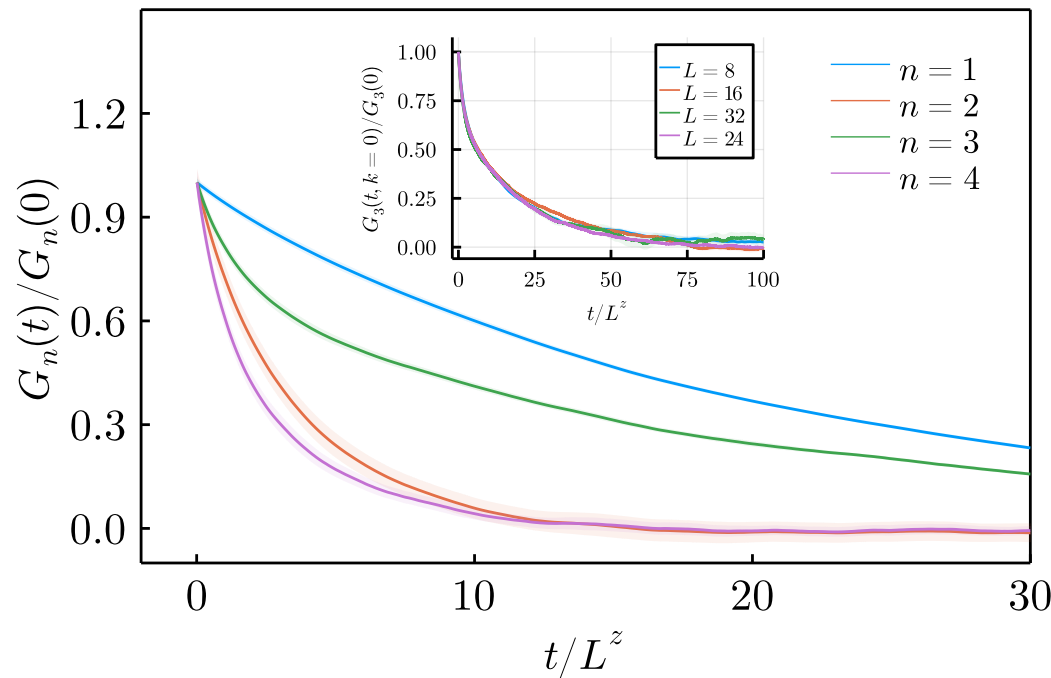 G_n(t)/G_n(0)
1.2
0.9
0.6
0.3
0.0
0 10 20 30
t/L^z
n = 1
n = 2
n = 3
n = 4
G_3(t, k = 0)/G_3(0)
1.00
0.75
0.50
0.25
0.00
0 25 50 75 100
t/L^z
L = 8
L = 16
L = 32
L = 24